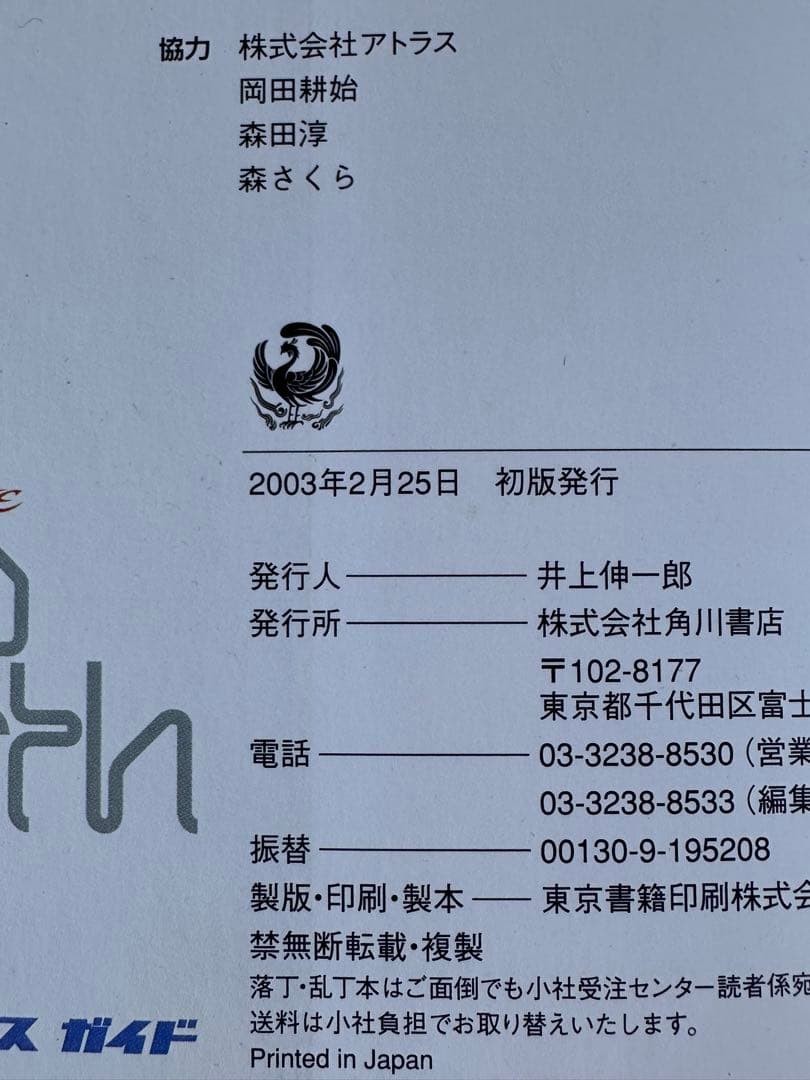 協力 株式会社アトラス
岡田耕始
森田淳
森さくら
2003年2月25日 初版発行
発行人 井上伸一郎
発行所 株式会社角川書店
〒102-8177
東京都千代田区富士
電話 03-3238-8530(営業
03-3238-8533(編集
振替 00130-9-195208
製版・印刷・製本 東京書籍印刷株式会
禁無断転載・複製
落丁・乱丁本はご面倒でも小社受注センター読者係宛
送料は小社負担でお取り替えいたします。
Printed in Japan
ス ガイド